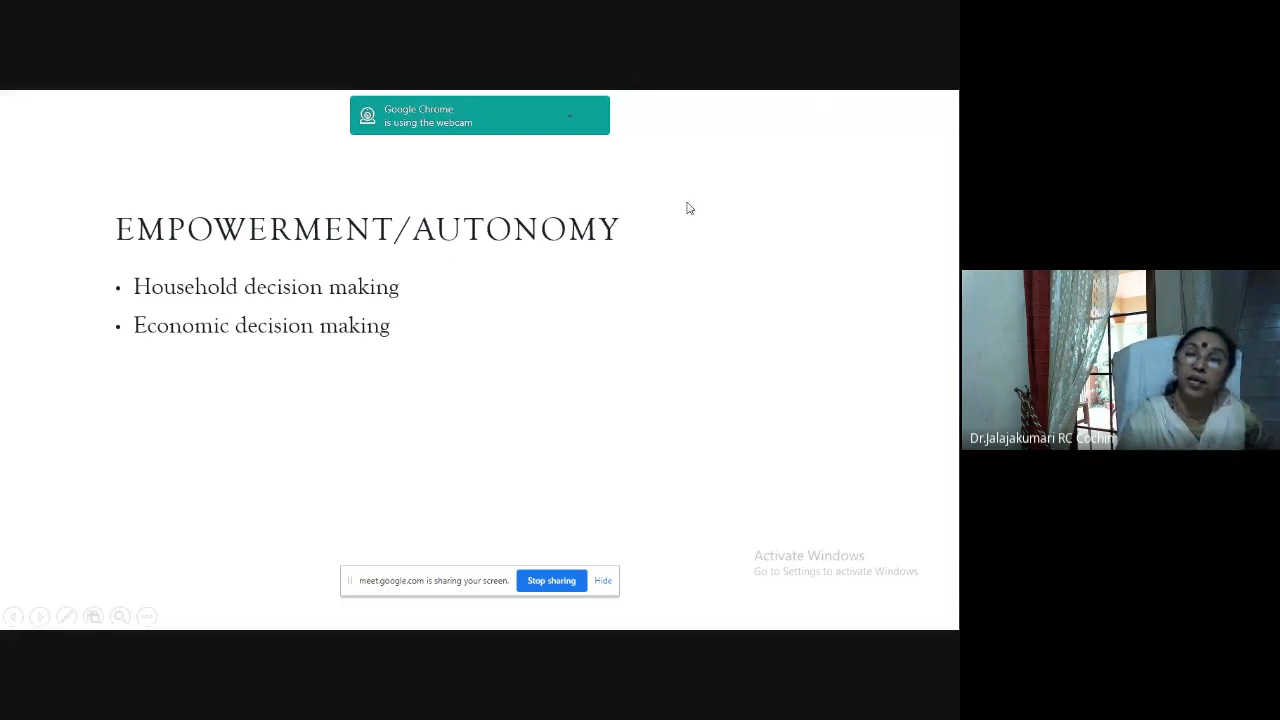 Google Chrome
is using the webcam
EMPOWERMENT/AUTONOMY
• Household decision making
• Economic decision making
Dr.Jalajakumari RC Cochin
Activate Windows
Go to Settings to activate Windows.
meet.google.com is sharing your screen. Stop sharing Hide